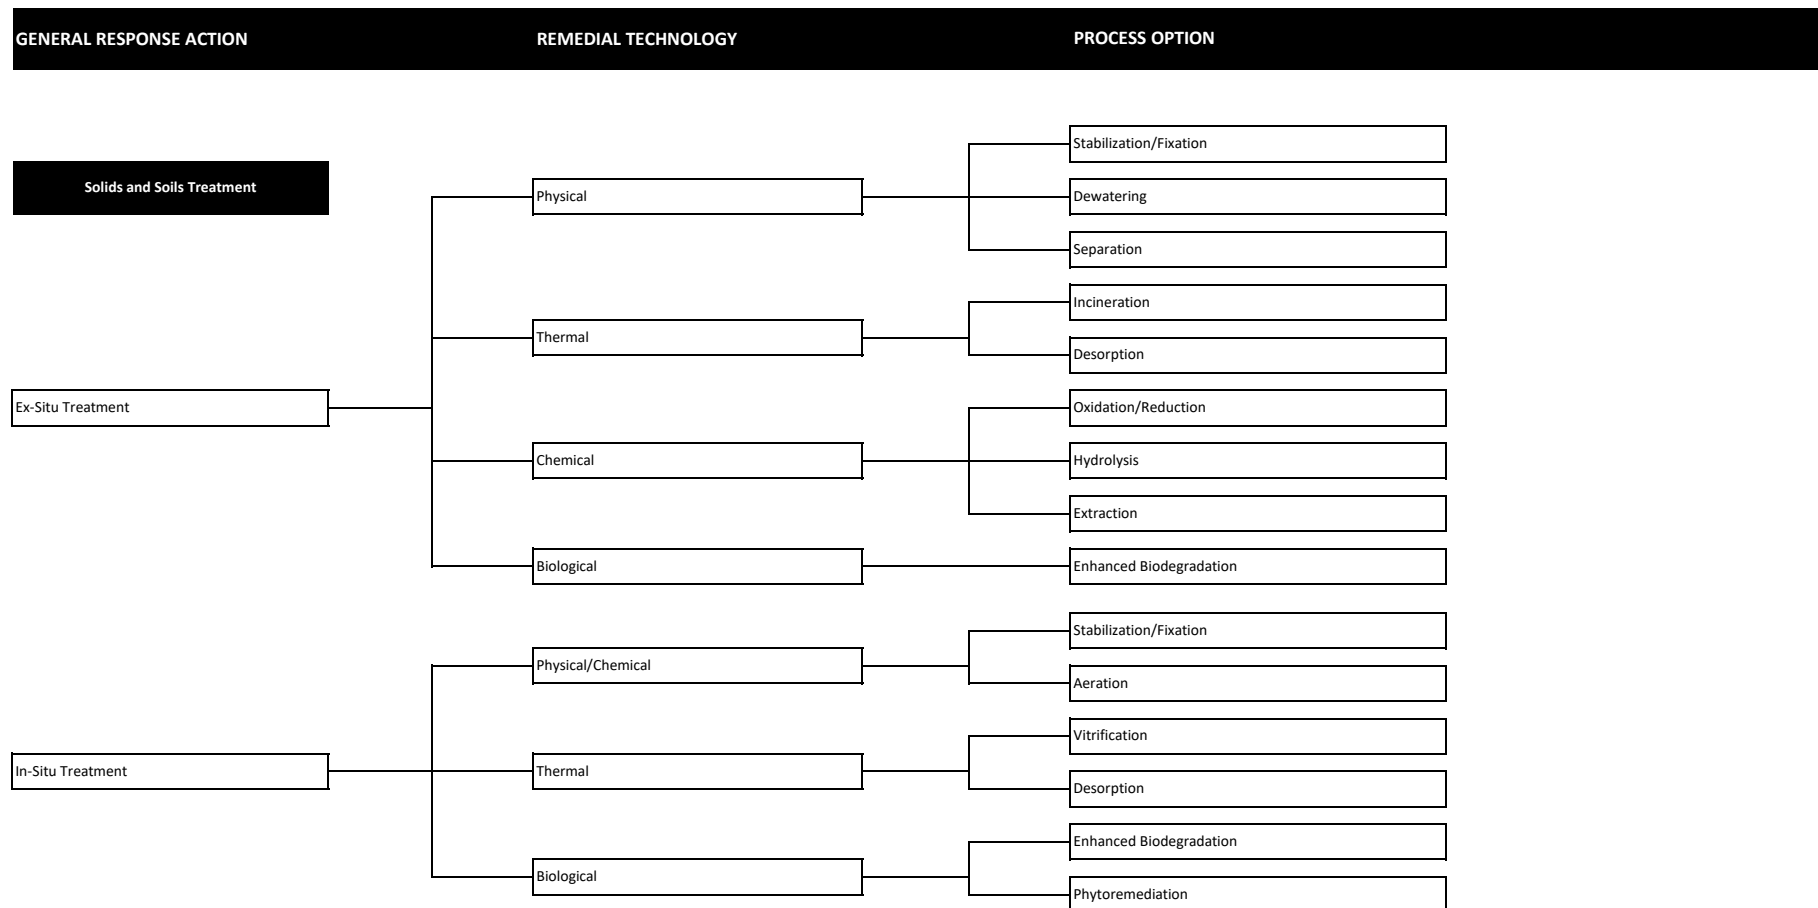 GENERAL RESPONSE ACTION
REMEDIAL TECHNOLOGY
PROCESS OPTION
Solids and Soils Treatment
Ex-Situ Treatment
Physical
Stabilization/Fixation
Dewatering
Separation
Thermal
Incineration
Desorption
Chemical
Oxidation/Reduction
Hydrolysis
Extraction
Biological
Enhanced Biodegradation
In-Situ Treatment
Physical/Chemical
Stabilization/Fixation
Aeration
Thermal
Vitrification
Desorption
Biological
Enhanced Biodegradation
Phytoremediation